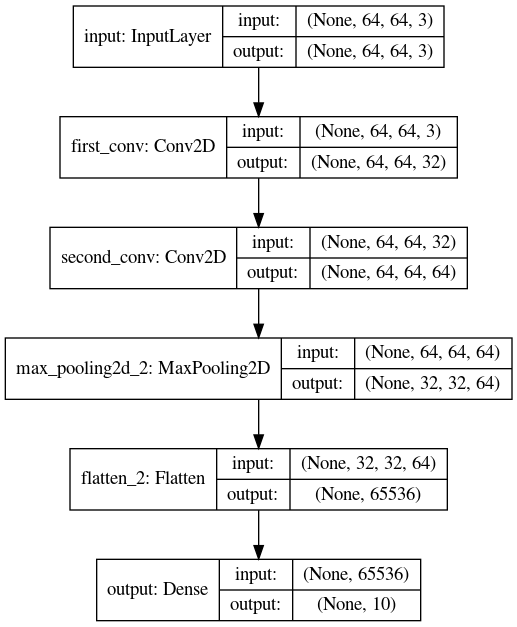 input: InputLayer
input: (None, 64, 64, 3)
output: (None, 64, 64, 3)
first_conv: Conv2D
input: (None, 64, 64, 3)
output: (None, 64, 64, 32)
second_conv: Conv2D
input: (None, 64, 64, 32)
output: (None, 64, 64, 64)
max_pooling2d_2: MaxPooling2D
input: (None, 64, 64, 64)
output: (None, 32, 32, 64)
flatten_2: Flatten
input: (None, 32, 32, 64)
output: (None, 65536)
output: Dense
input: (None, 65536)
output: (None, 10)